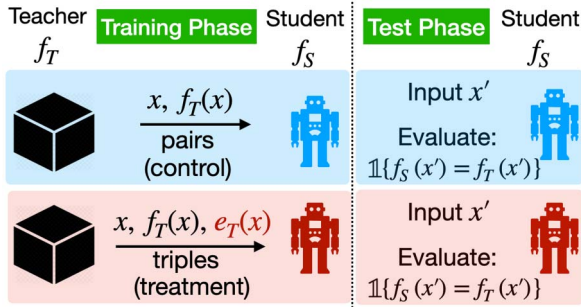 Teacher Training Phase Student Test Phase Student
f_T f_S f_S
x, f_T(x)
pairs
(control)
Input x′
Evaluate:
𝟙{f_S(x′) = f_T(x′)}
x, f_T(x), e_T(x)
triples
(treatment)
Input x′
Evaluate:
𝟙{f_S(x′) = f_T(x′)}